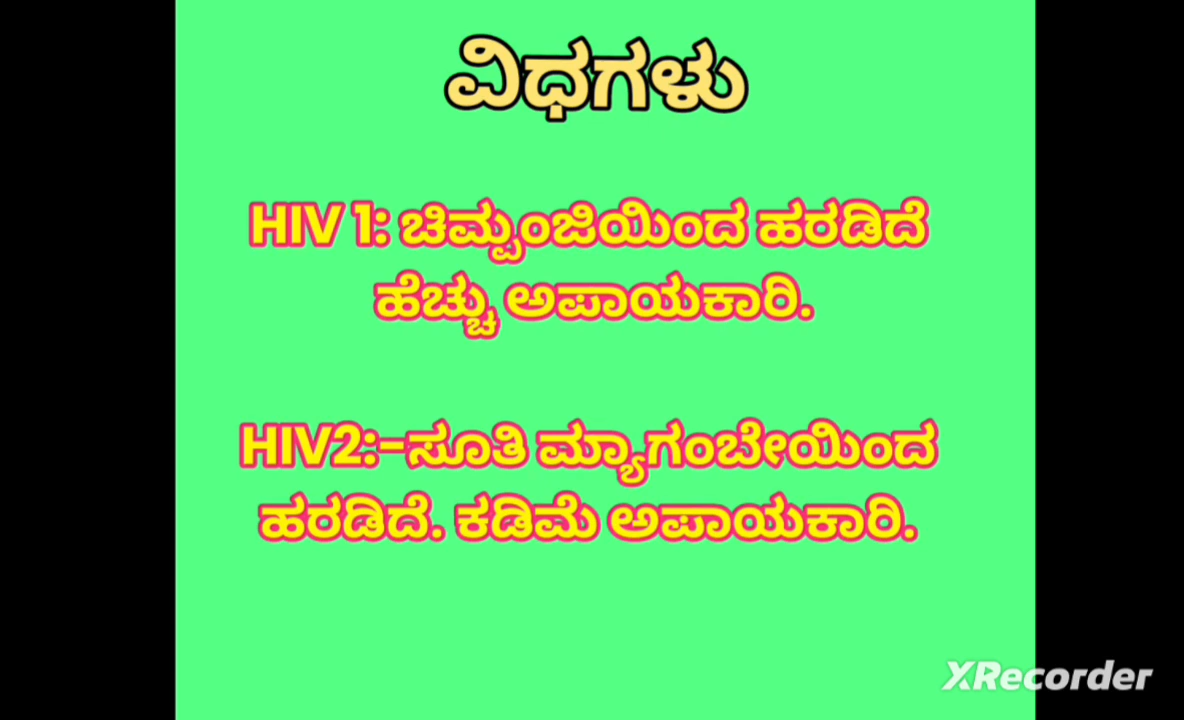 ವಿಧಗಳು
HIV 1: ಚಿಮ್ಪಂಜಿಯಿಂದ ಹರಡಿದೆ
ಹೆಚ್ಚು ಅಪಾಯಕಾರಿ.
HIV2:-ಸೂತಿ ಮ್ಯಾಗಂಬೇಯಿಂದ
ಹರಡಿದೆ. ಕಡಿಮೆ ಅಪಾಯಕಾರಿ.
XRecorder